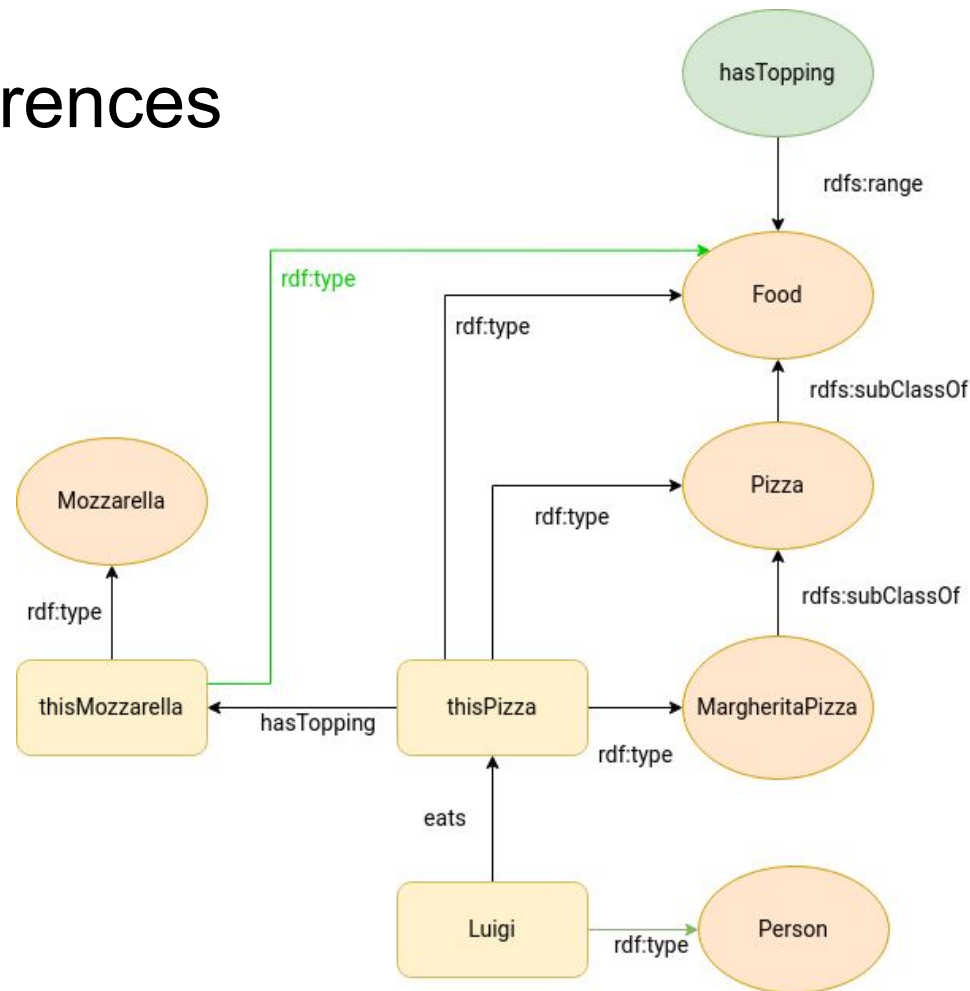 rences
hasTopping
rdfs:range
rdf:type
Food
rdf:type
rdfs:subClassOf
Mozzarella
Pizza
rdf:type
rdf:type
rdfs:subClassOf
thisMozzarella
hasTopping
thisPizza
MargheritaPizza
rdf:type
eats
Luigi
rdf:type
Person